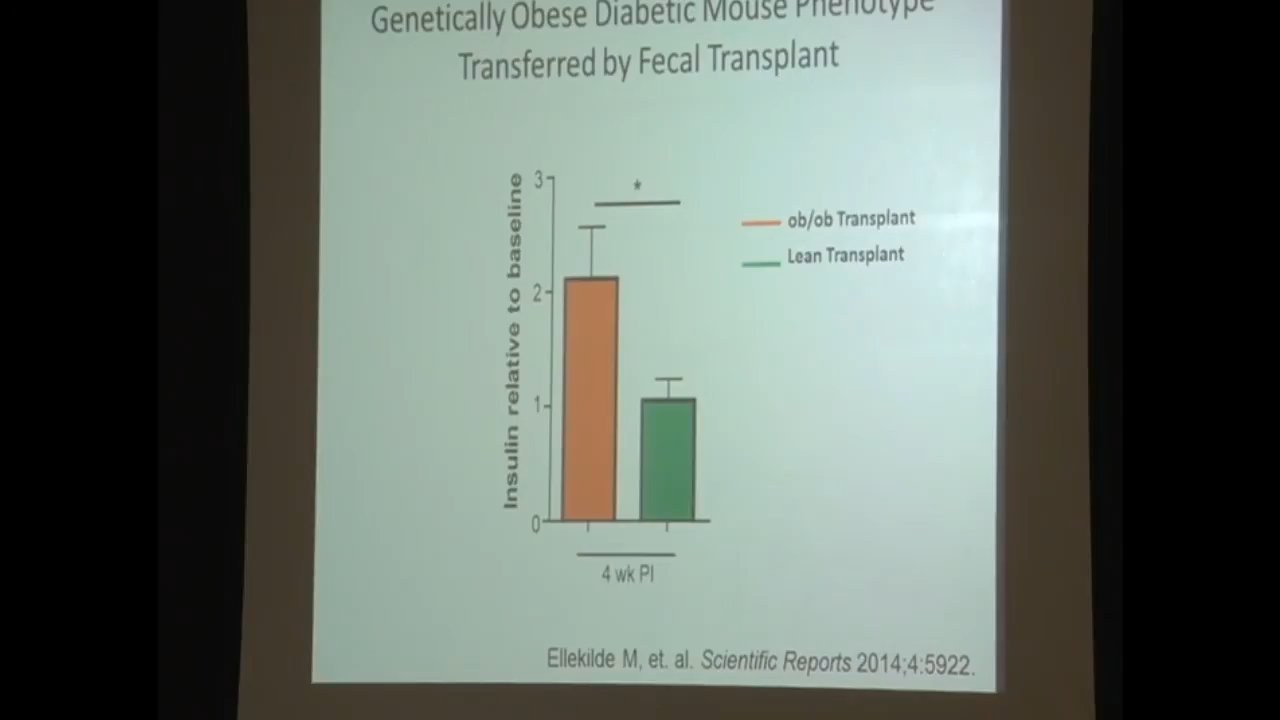 Genetically Obese Diabetic Mouse Phenotype
Transferred by Fecal Transplant
Insulin relative to baseline
3
2
1
0
*
ob/ob Transplant
Lean Transplant
4 wk PI
Ellekilde M, et. al. Scientific Reports 2014;4:5922.